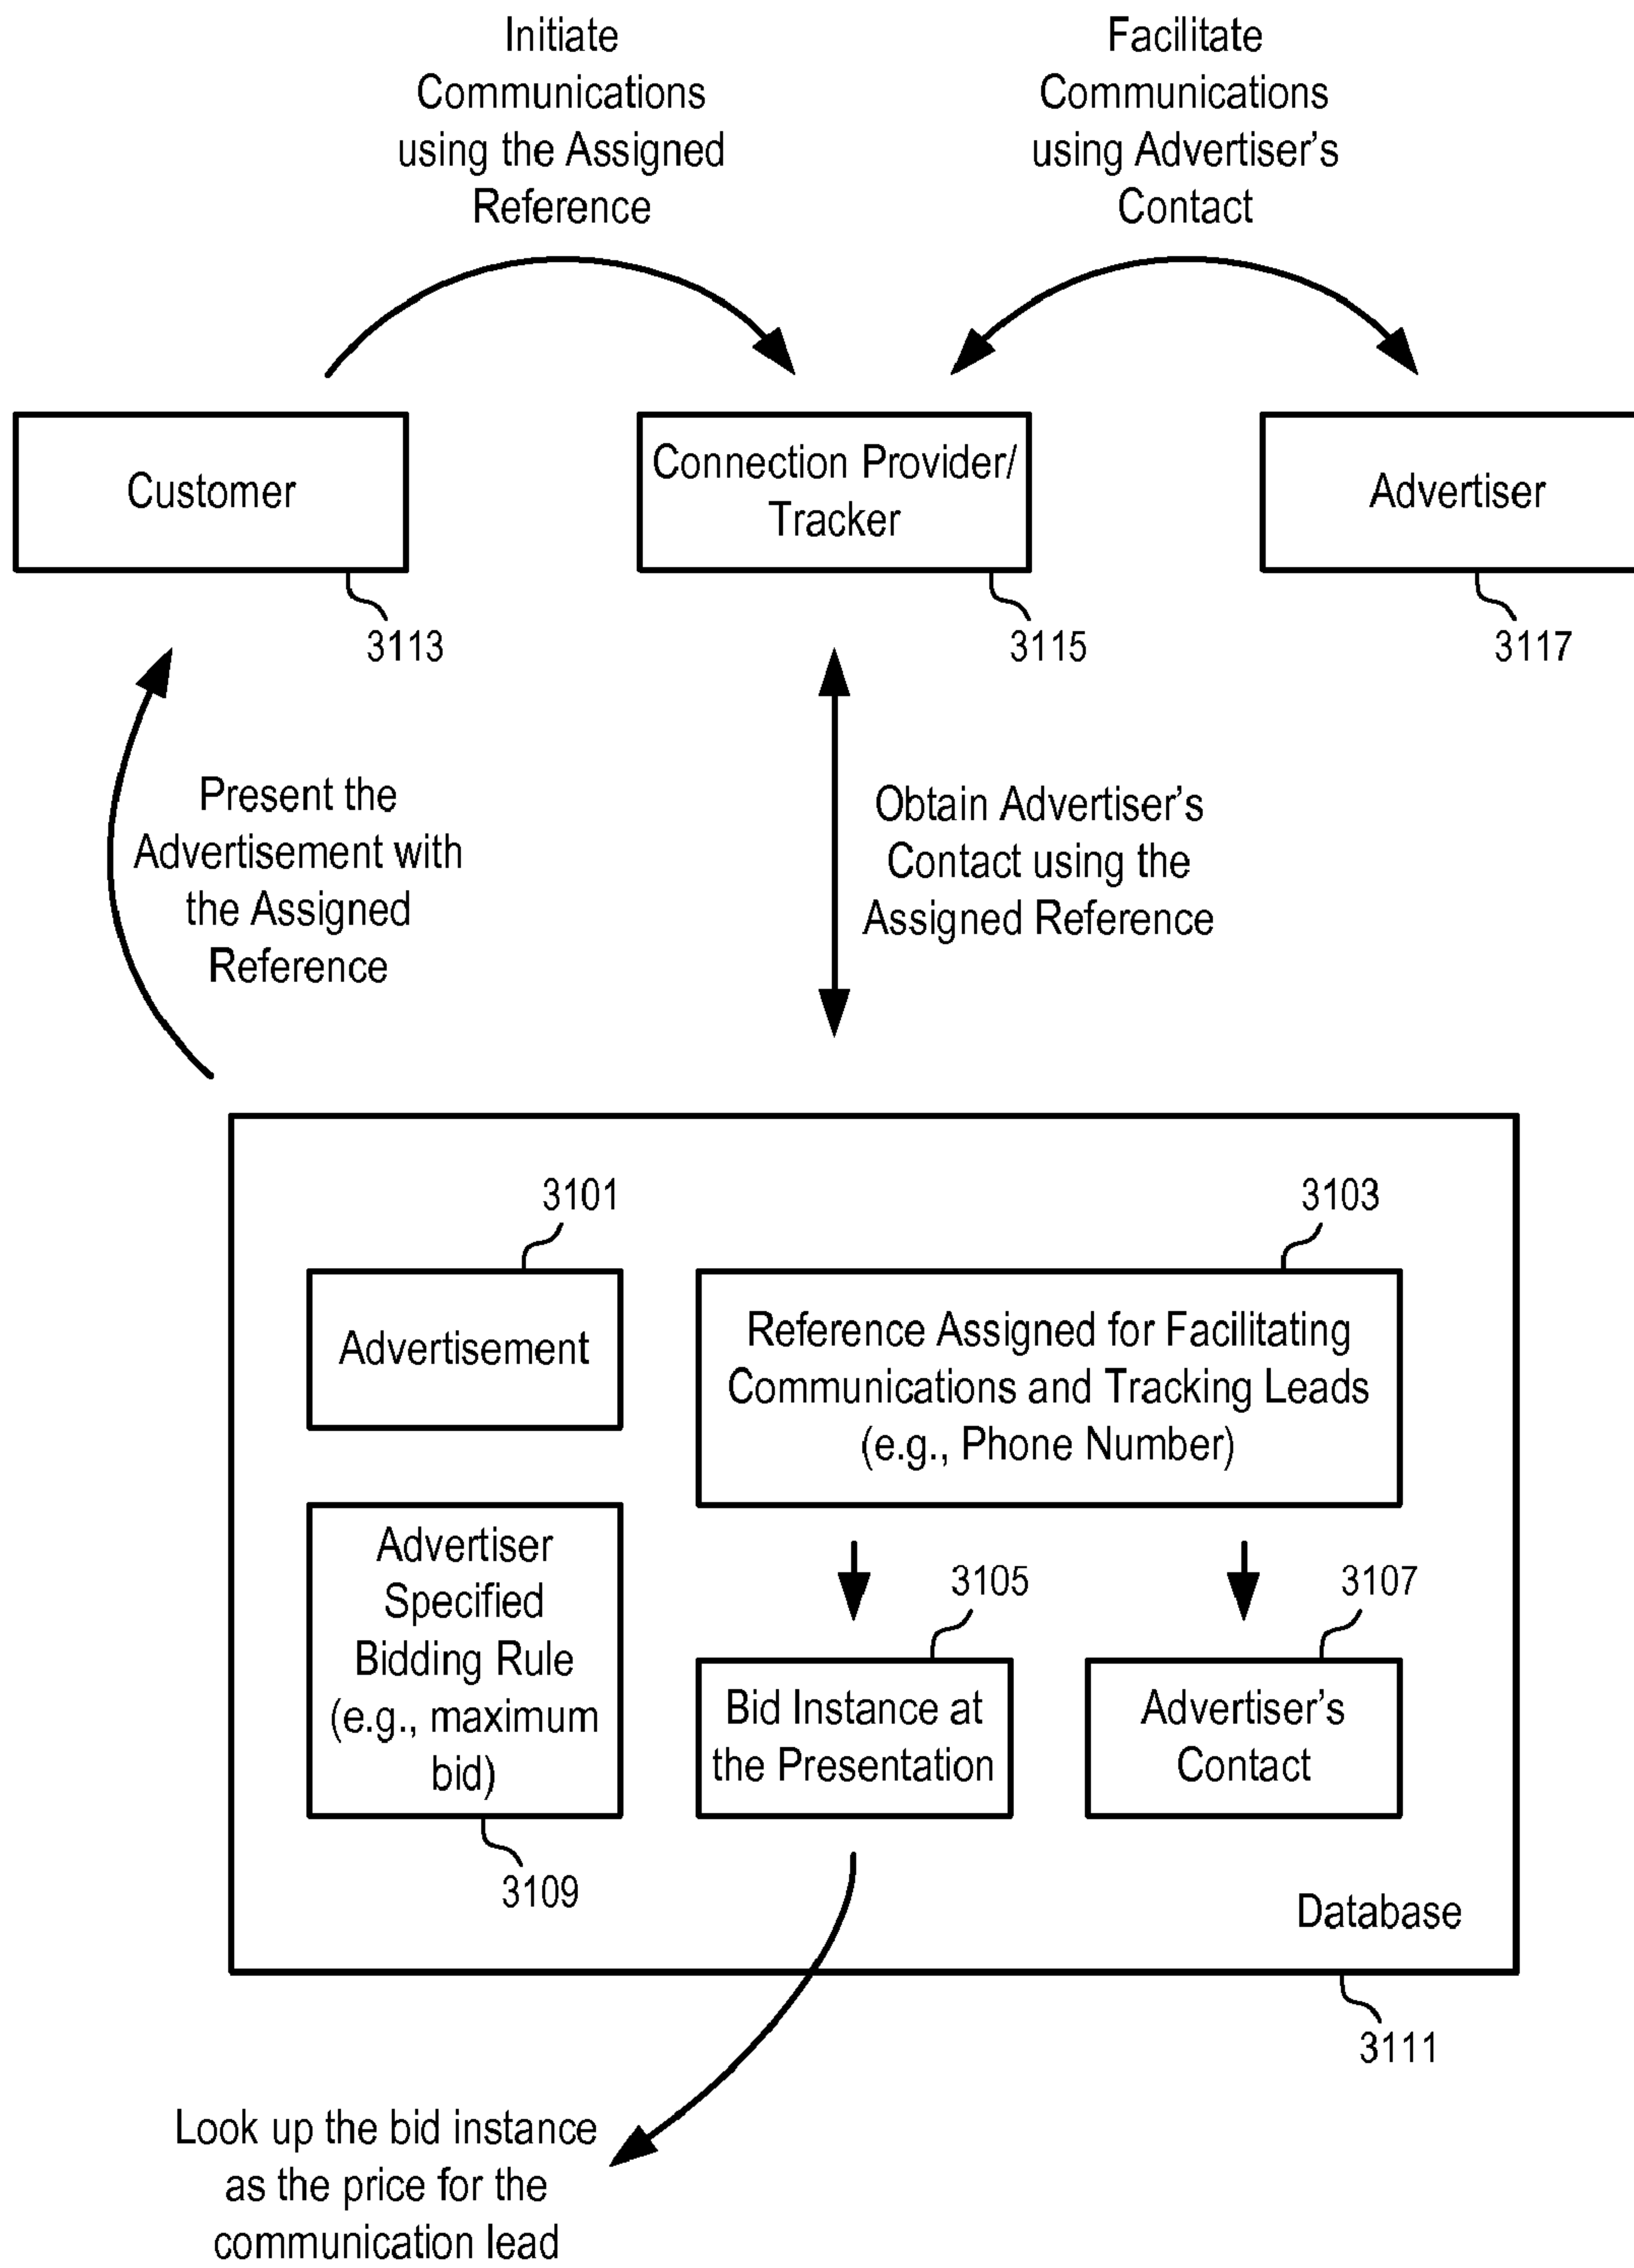 Initiate
Communications
using the Assigned
Reference
Facilitate
Communications
using Advertiser's
Contact
Customer
Connection Provider/
Tracker
Advertiser
3113
3115
3117
Present the
Advertisement with
the Assigned
Reference
Obtain Advertiser's
Contact using the
Assigned Reference
3101
3103
Advertisement
Reference Assigned for Facilitating
Communications and Tracking Leads
(e.g., Phone Number)
Advertiser
Specified
Bidding Rule
(e.g., maximum
bid)
3105
3107
Bid Instance at
the Presentation
Advertiser's
Contact
3109
Database
3111
Look up the bid instance
as the price for the
communication lead